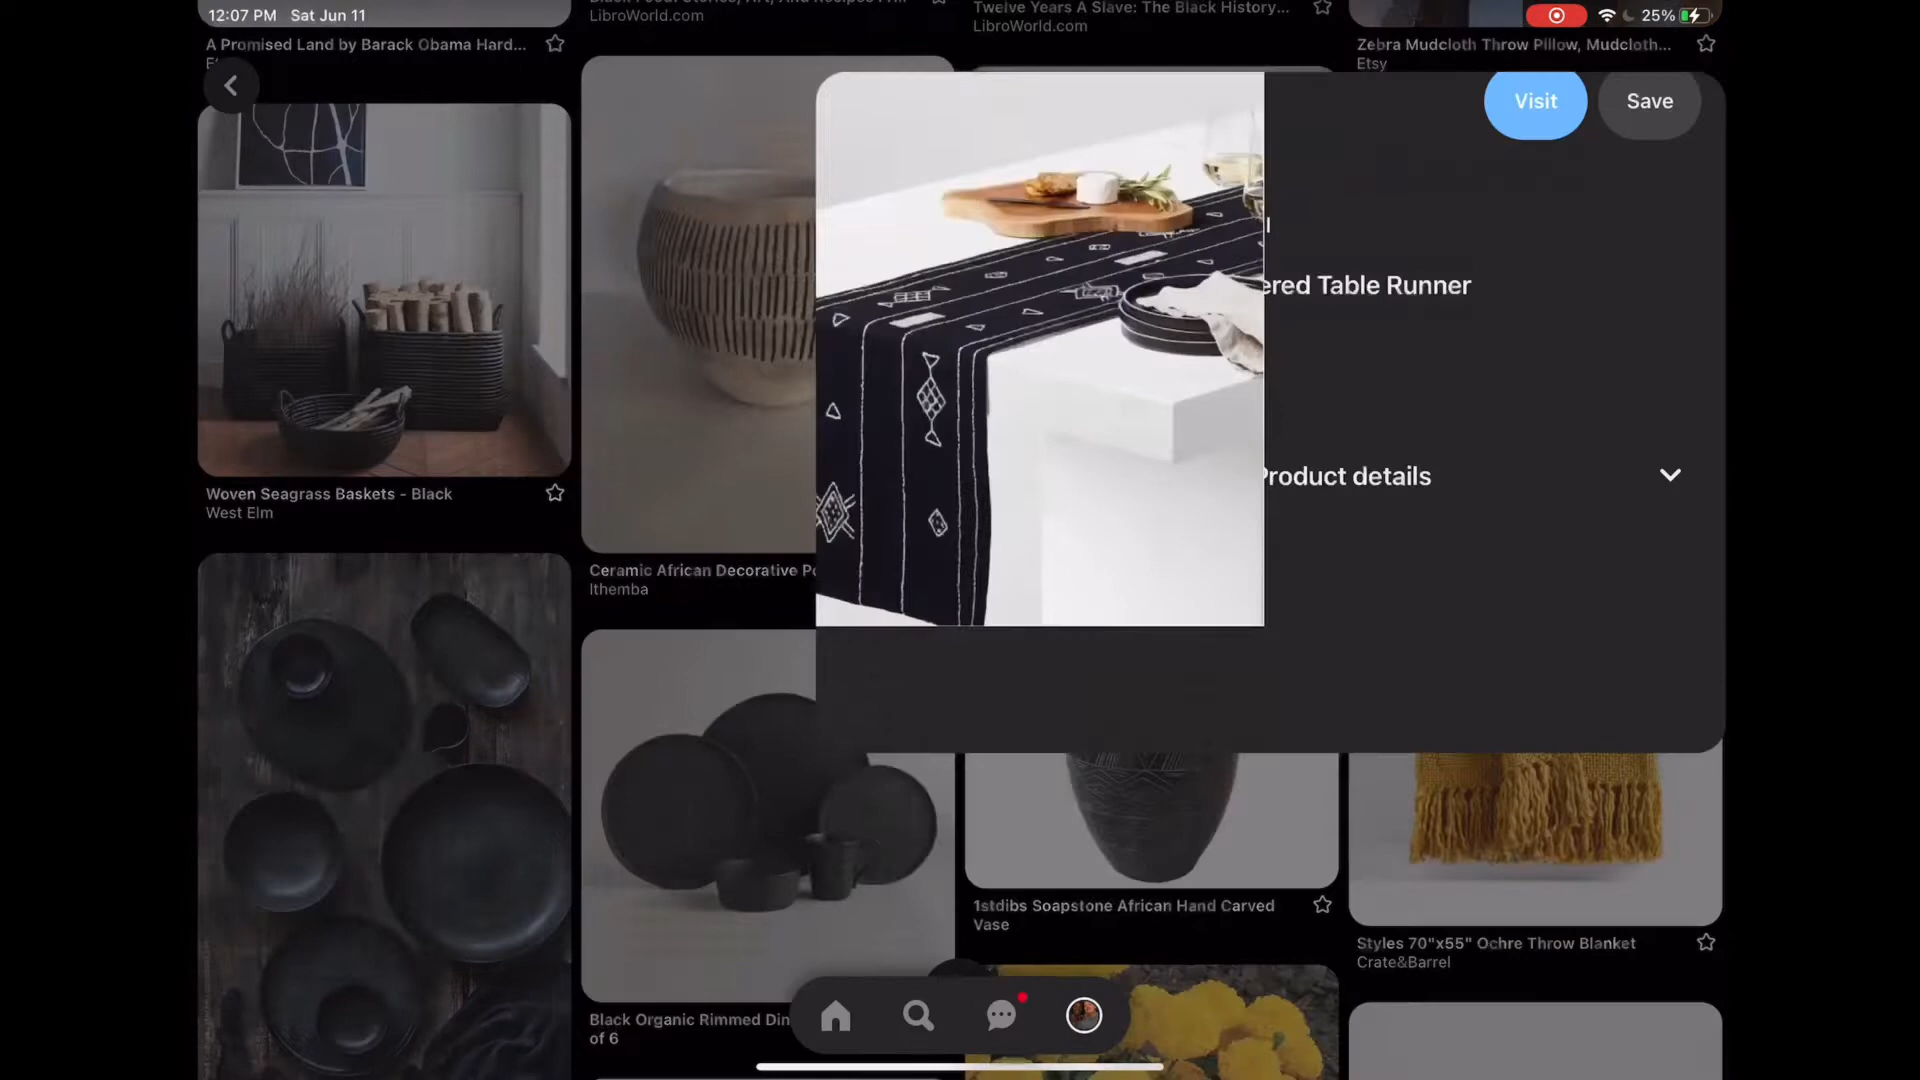 12:07 PM Sat Jun 11
25%
A Promised Land by Barack Obama Hard...
LibroWorld.com
Twelve Years A Slave: The Black History...
LibroWorld.com
Zebra Mudcloth Throw Pillow, Mudcloth...
Etsy
Visit
Save
ered Table Runner
Product details
Woven Seagrass Baskets - Black
West Elm
Ceramic African Decorative
Ithemba
Black Organic Rimmed Din
of 6
1stdibs Soapstone African Hand Carved
Vase
Styles 70"x55" Ochre Throw Blanket
Crate&Barrel